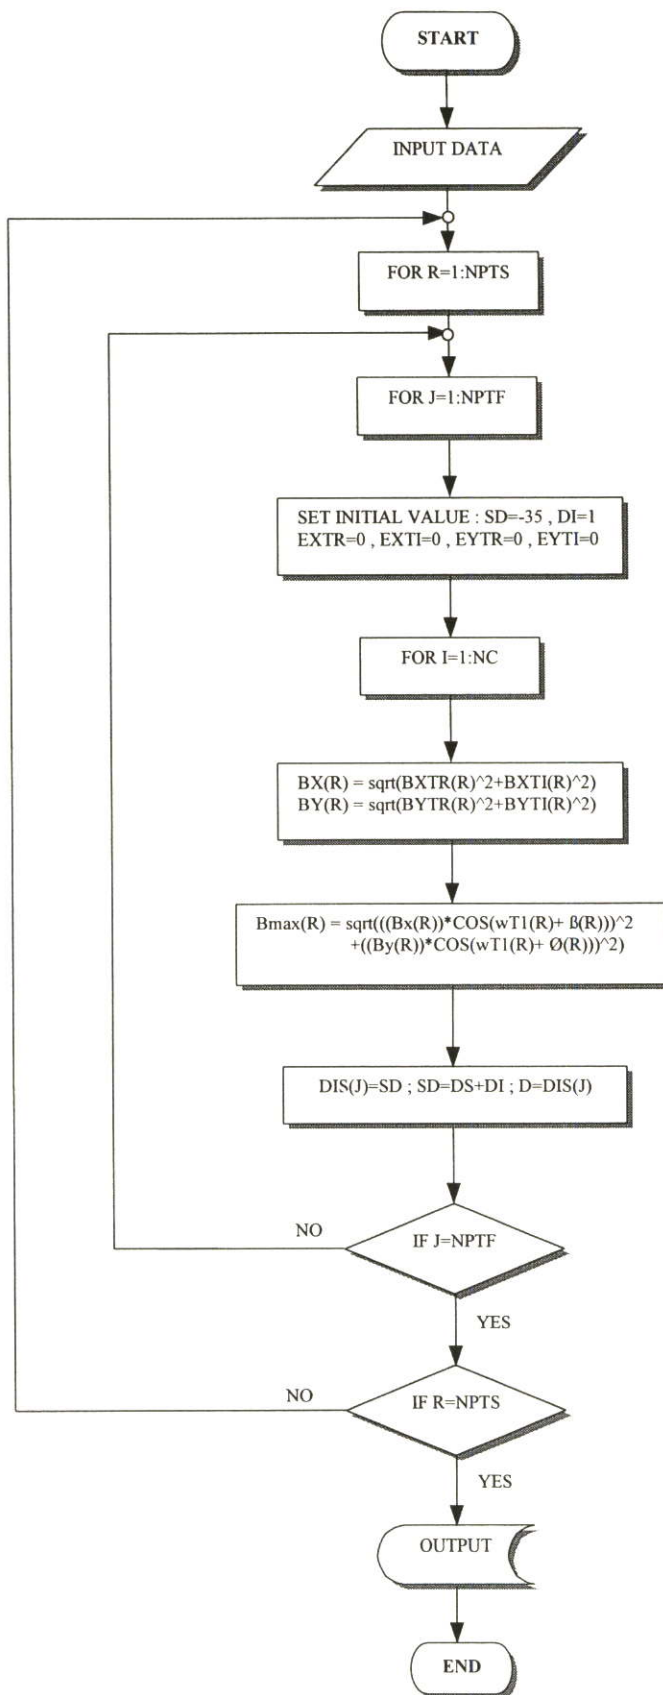 START
INPUT DATA
FOR R=1:NPTS
FOR J=1:NPTF
SET INITIAL VALUE : SD=-35 , DI=1
EXTR=0 , EXTI=0 , EYTR=0 , EYTI=0
FOR I=1:NC
BX(R) = sqrt(BXTR(R)^2+BXTI(R)^2)
BY(R) = sqrt(BYTR(R)^2+BYTI(R)^2)
Bmax(R) = sqrt(((Bx(R))*COS(wT1(R)+ ß(R)))^2
+((By(R))*COS(wT1(R)+ Ø(R)))^2)
DIS(J)=SD ; SD=DS+DI ; D=DIS(J)
NO
IF J=NPTF
YES
NO
IF R=NPTS
YES
OUTPUT
END